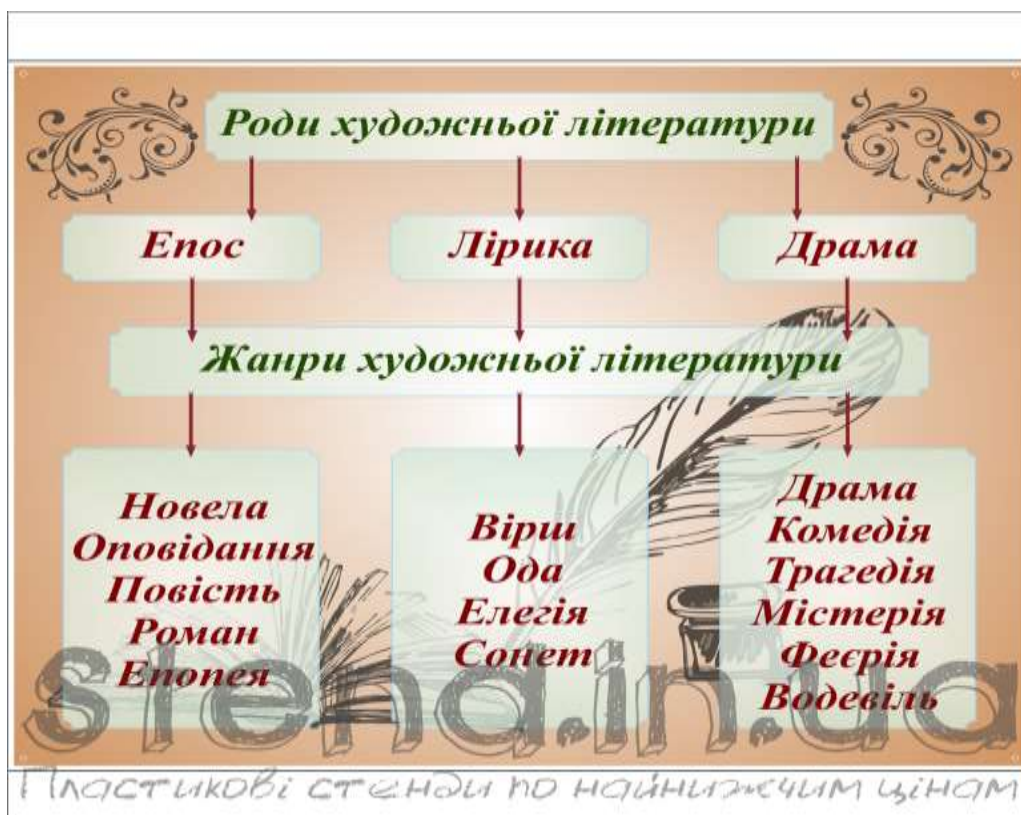 Роди художньої літератури
Епос
Лірика
Драма
Жанри художньої літератури
Новела
Оповідання
Повість
Роман
Епопея
Вірш
Ода
Елегія
Сонет
Драма
Комедія
Трагедія
Містерія
Феєрія
Водевіль
stena.in.ua
Пластикові стенди по найнижчим цінам